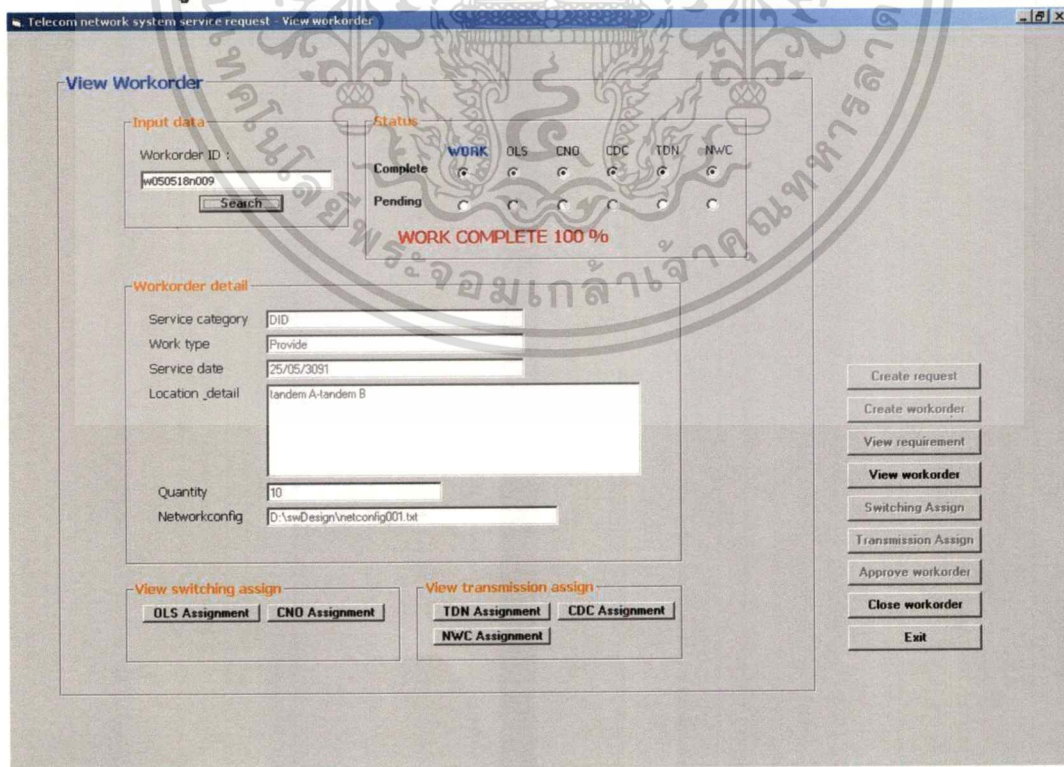 Telecom network system service request - View workorder
View Workorder
Input data
Workorder ID :
w050518n009
Search
Status
WORK OLS CNO CDC TDN NWC
Complete
Pending
WORK COMPLETE 100 %
Workorder detail
Service category DID
Work type Provide
Service date 25/05/3091
Location _detail tandem A-tandem B
Quantity 10
Networkconfig D:\swDesign\netconfig001.txt
View switching assign
OLS Assignment CNO Assignment
View transmission assign
TDN Assignment CDC Assignment
NWC Assignment
Create request
Create workorder
View requirement
View workorder
Switching Assign
Transmission Assign
Approve workorder
Close workorder
Exit